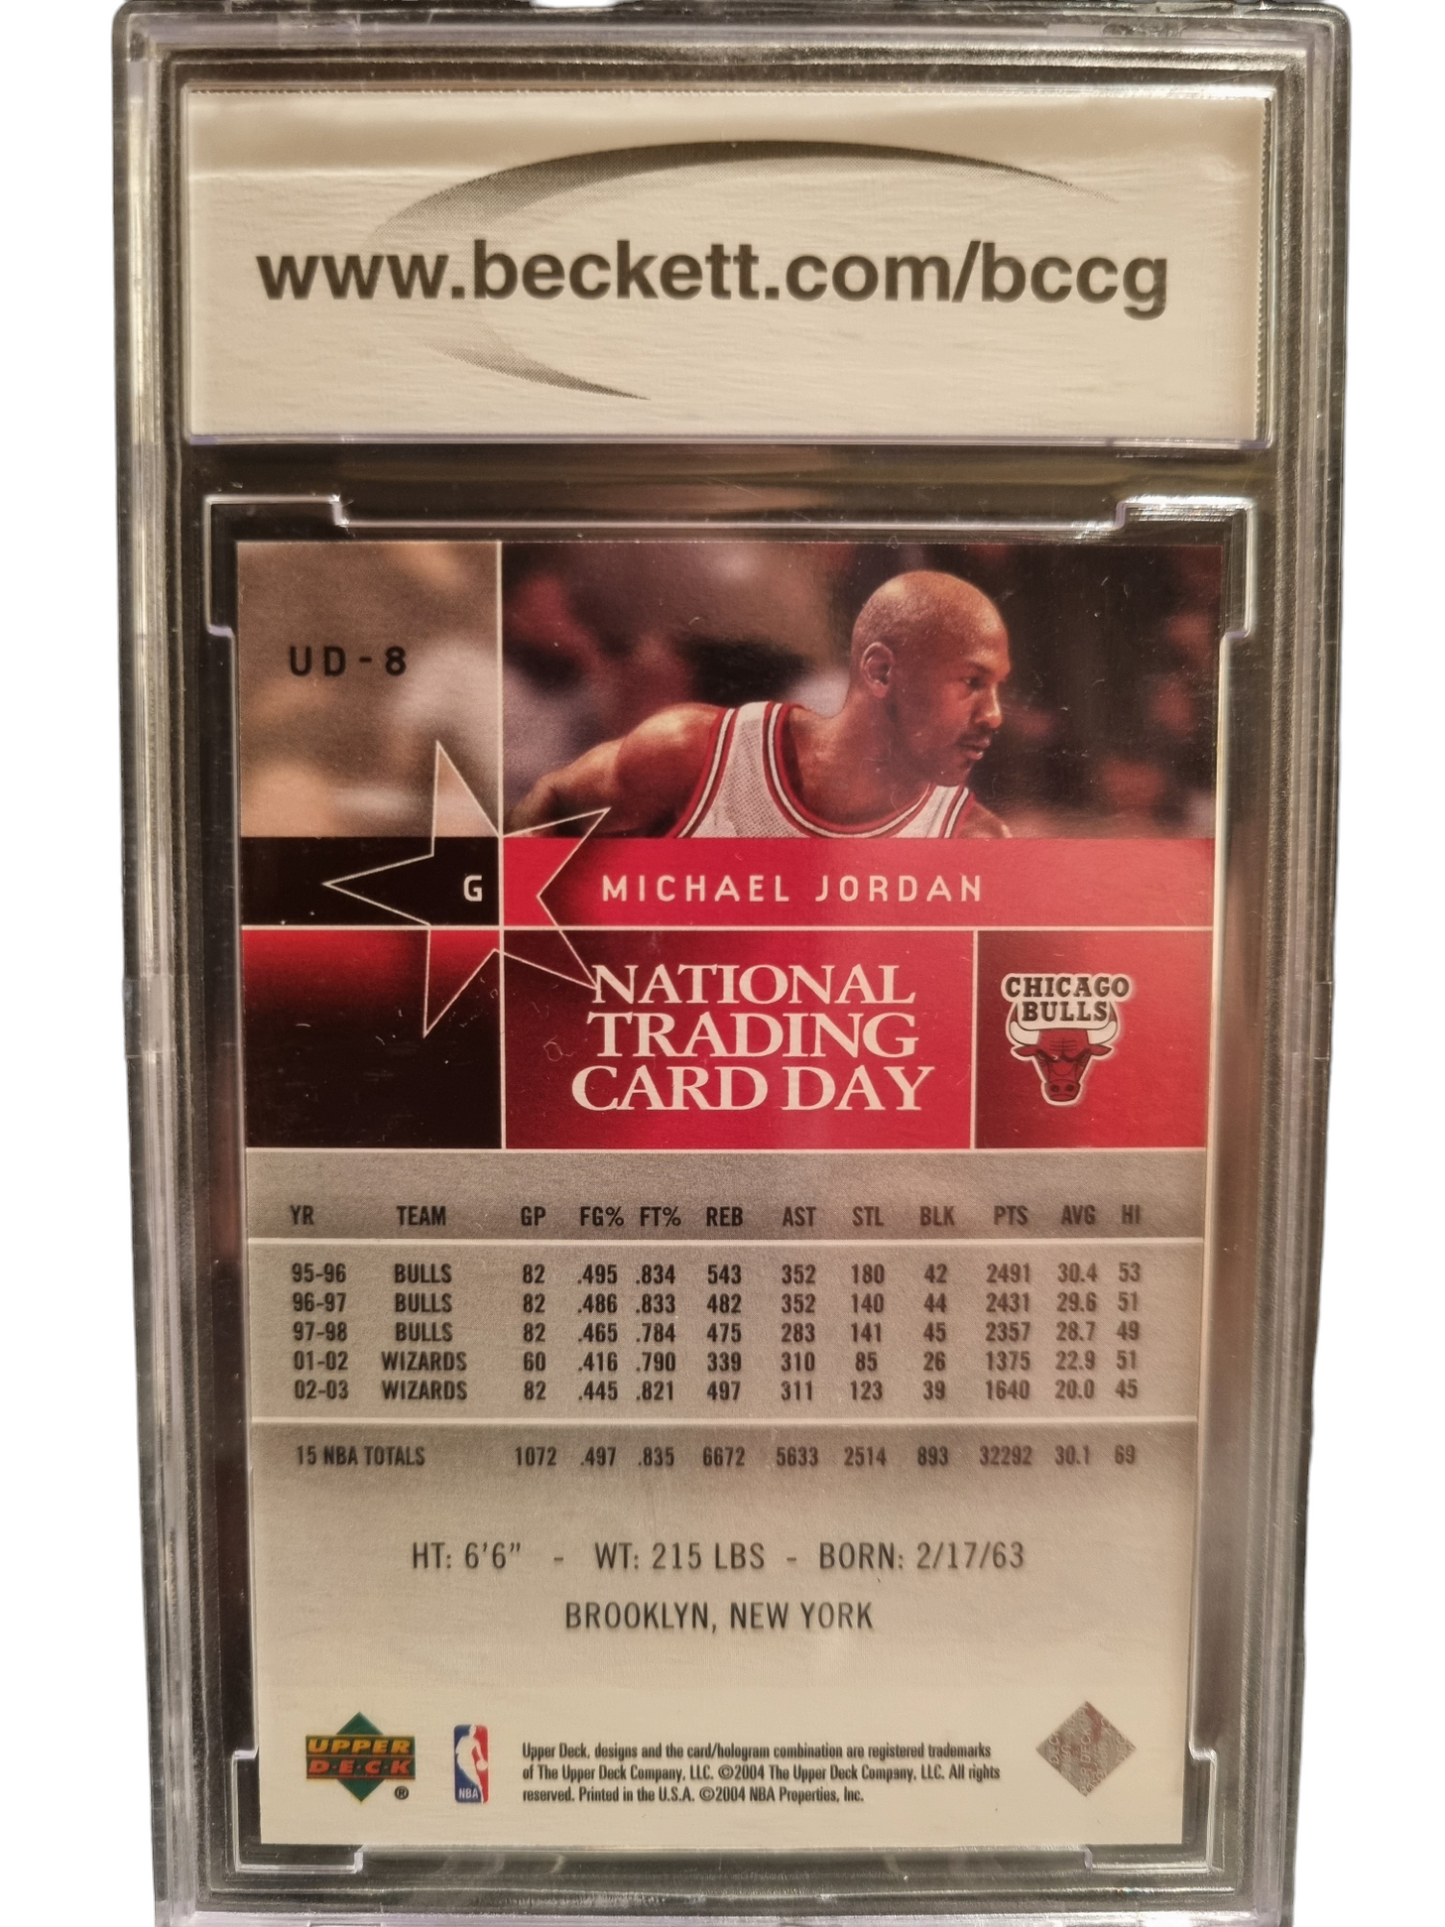 www.beckett.com/bccg
UD-8
G MICHAEL JORDAN
NATIONAL
TRADING
CARD DAY
CHICAGO
BULLS
YR TEAM GP FG% FT% REB AST STL BLK PTS AVG HI
95-96 BULLS 82 .495 .834 543 352 180 42 2491 30.4 53
96-97 BULLS 82 .486 .833 482 352 140 44 2431 29.6 51
97-98 BULLS 82 .465 .784 475 283 141 45 2357 28.7 49
01-02 WIZARDS 60 .416 .790 339 310 85 26 1375 22.9 51
02-03 WIZARDS 82 .445 .821 497 311 123 39 1640 20.0 45
15 NBA TOTALS 1072 .497 .835 6672 5633 2514 893 32292 30.1 69
HT: 6'6" - WT: 215 LBS - BORN: 2/17/63
BROOKLYN, NEW YORK
UPPER
D·E·C·K
®
NBA
Upper Deck, designs and the card/hologram combination are registered trademarks
of The Upper Deck Company, LLC. ©2004 The Upper Deck Company, LLC. All rights
reserved. Printed in the U.S.A. ©2004 NBA Properties, Inc.